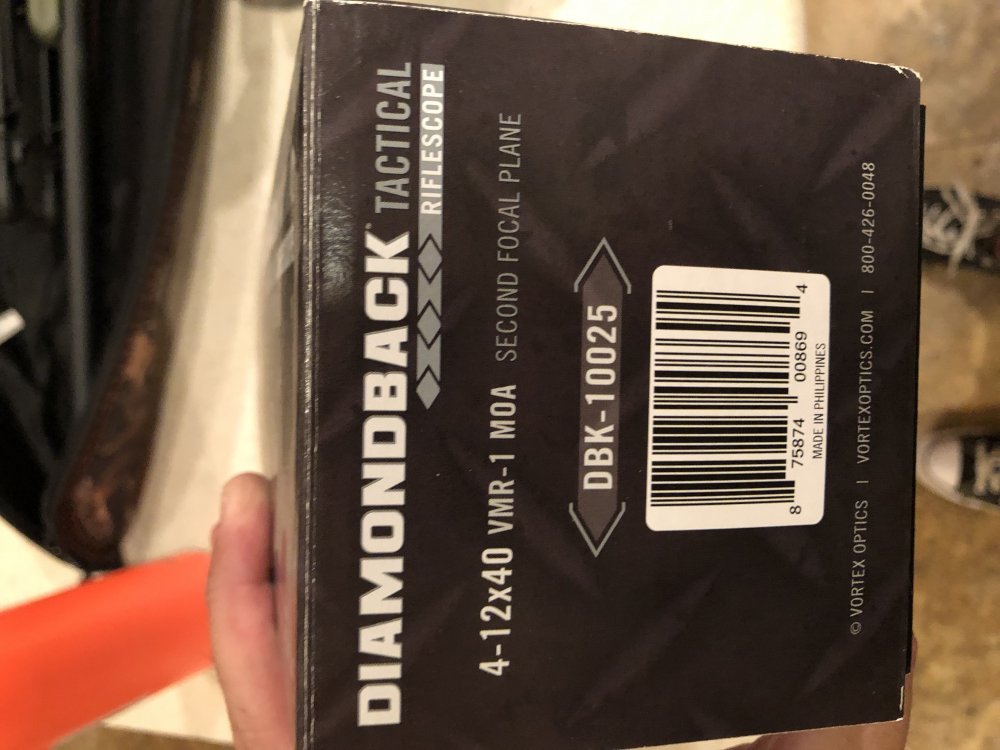 DIAMONDBACK TACTICAL
RIFLESCOPE
4-12x40 VMR-1 MOA SECOND FOCAL PLANE
DBK-10025
8 75874 00869 4
MADE IN PHILIPPINES
© VORTEX OPTICS | VORTEXOPTICS.COM | 800-426-0048